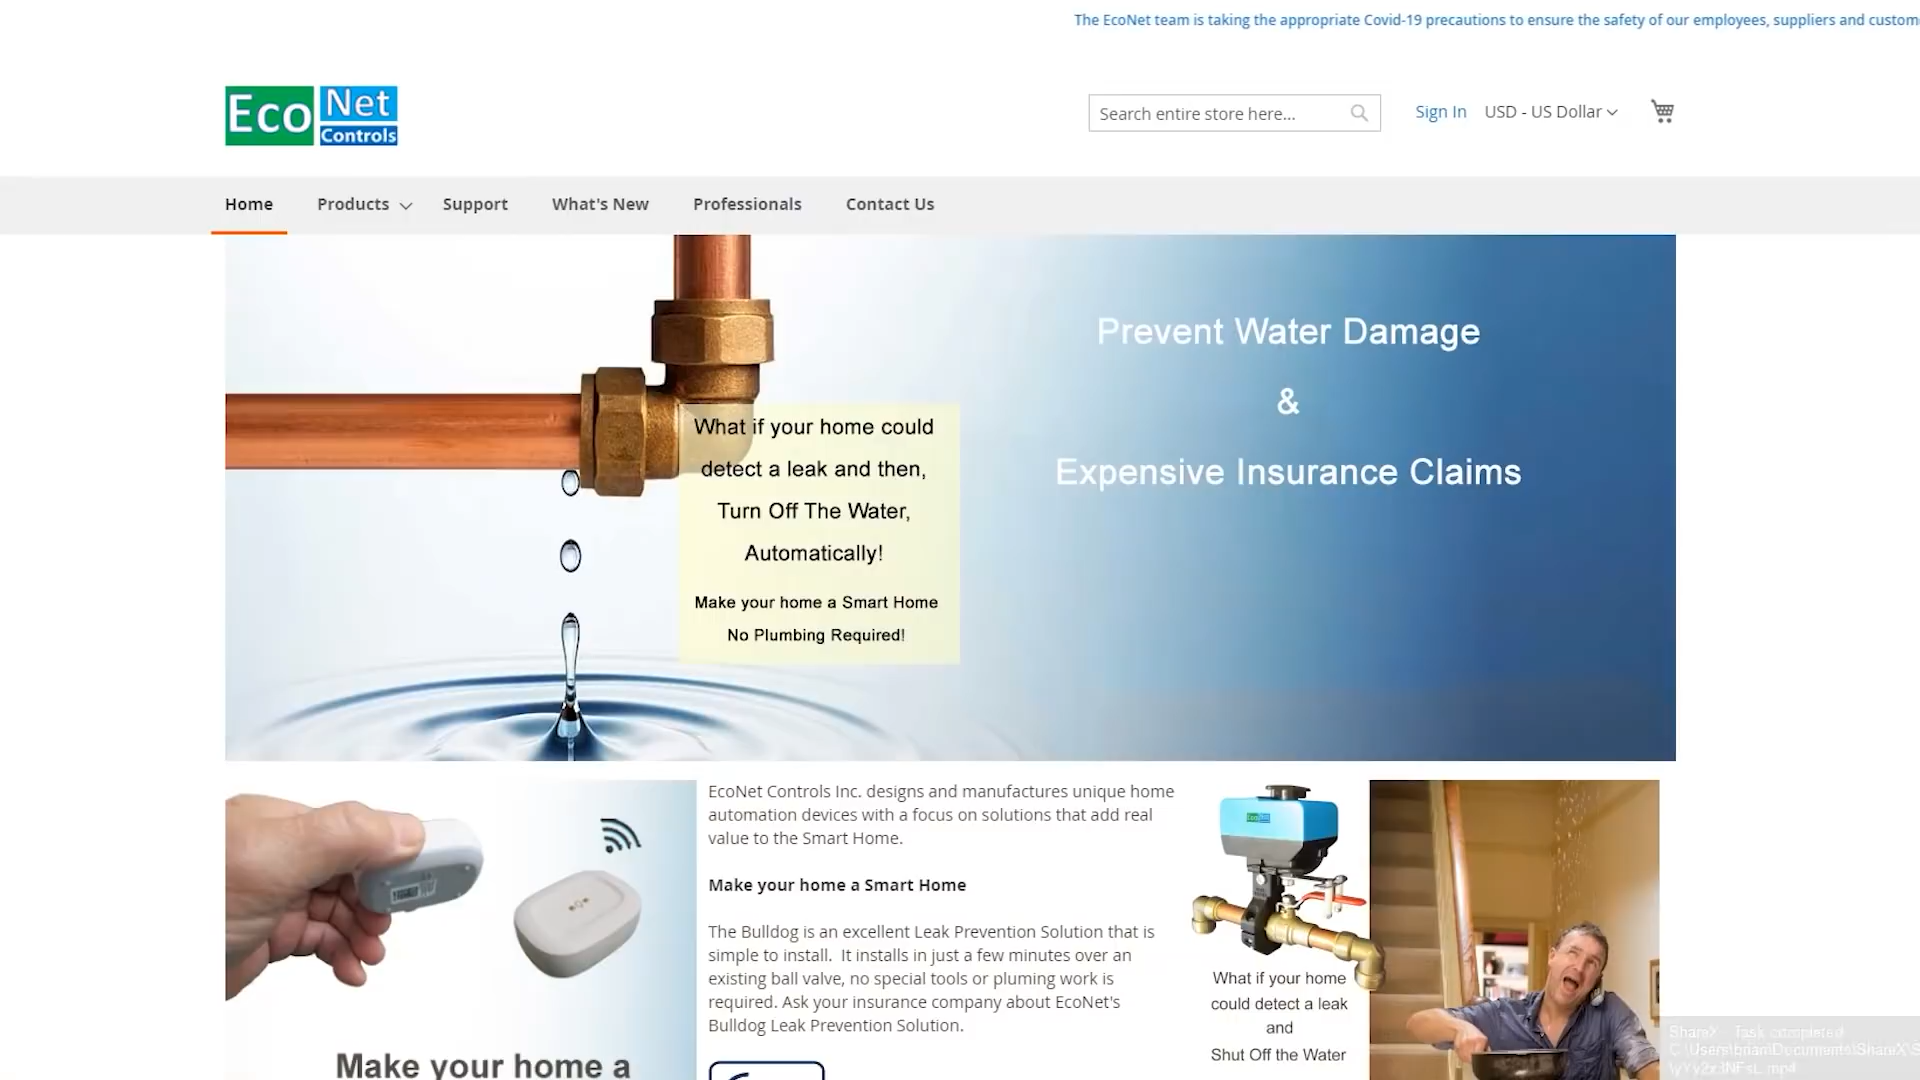 The EcoNet team is taking the appropriate Covid-19 precautions to ensure the safety of our employees, suppliers and custom
Eco Net
Controls
Search entire store here...
Sign In
USD - US Dollar
Home
Products
Support
What's New
Professionals
Contact Us
Prevent Water Damage
&
Expensive Insurance Claims
What if your home could
detect a leak and then,
Turn Off The Water,
Automatically!
Make your home a Smart Home
No Plumbing Required!
EcoNet Controls Inc. designs and manufactures unique home
automation devices with a focus on solutions that add real
value to the Smart Home.
Make your home a Smart Home
The Bulldog is an excellent Leak Prevention Solution that is
simple to install. It installs in just a few minutes over an
existing ball valve, no special tools or pluming work is
required. Ask your insurance company about EcoNet's
Bulldog Leak Prevention Solution.
Make your home a
What if your home
could detect a leak
and
Shut Off the Water
ShareX - Task completed